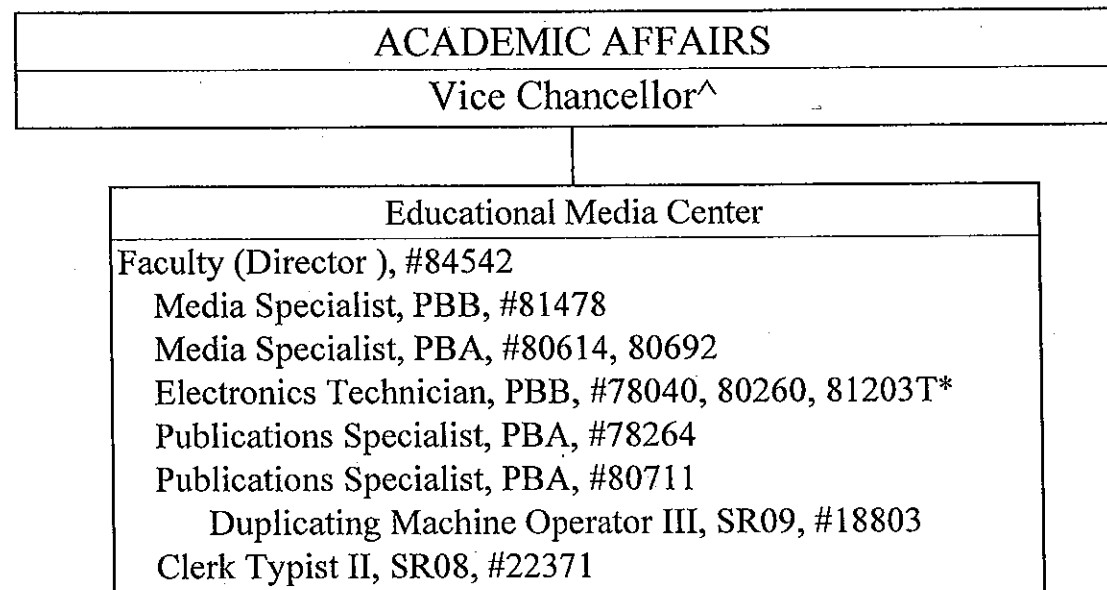 ACADEMIC AFFAIRS
Vice Chancellor^
Educational Media Center
Faculty (Director ), #84542
Media Specialist, PBB, #81478
Media Specialist, PBA, #80614, 80692
Electronics Technician, PBB, #78040, 80260, 81203T*
Publications Specialist, PBA, #78264
Publications Specialist, PBA, #80711
Duplicating Machine Operator III, SR09, #18803
Clerk Typist II, SR08, #22371